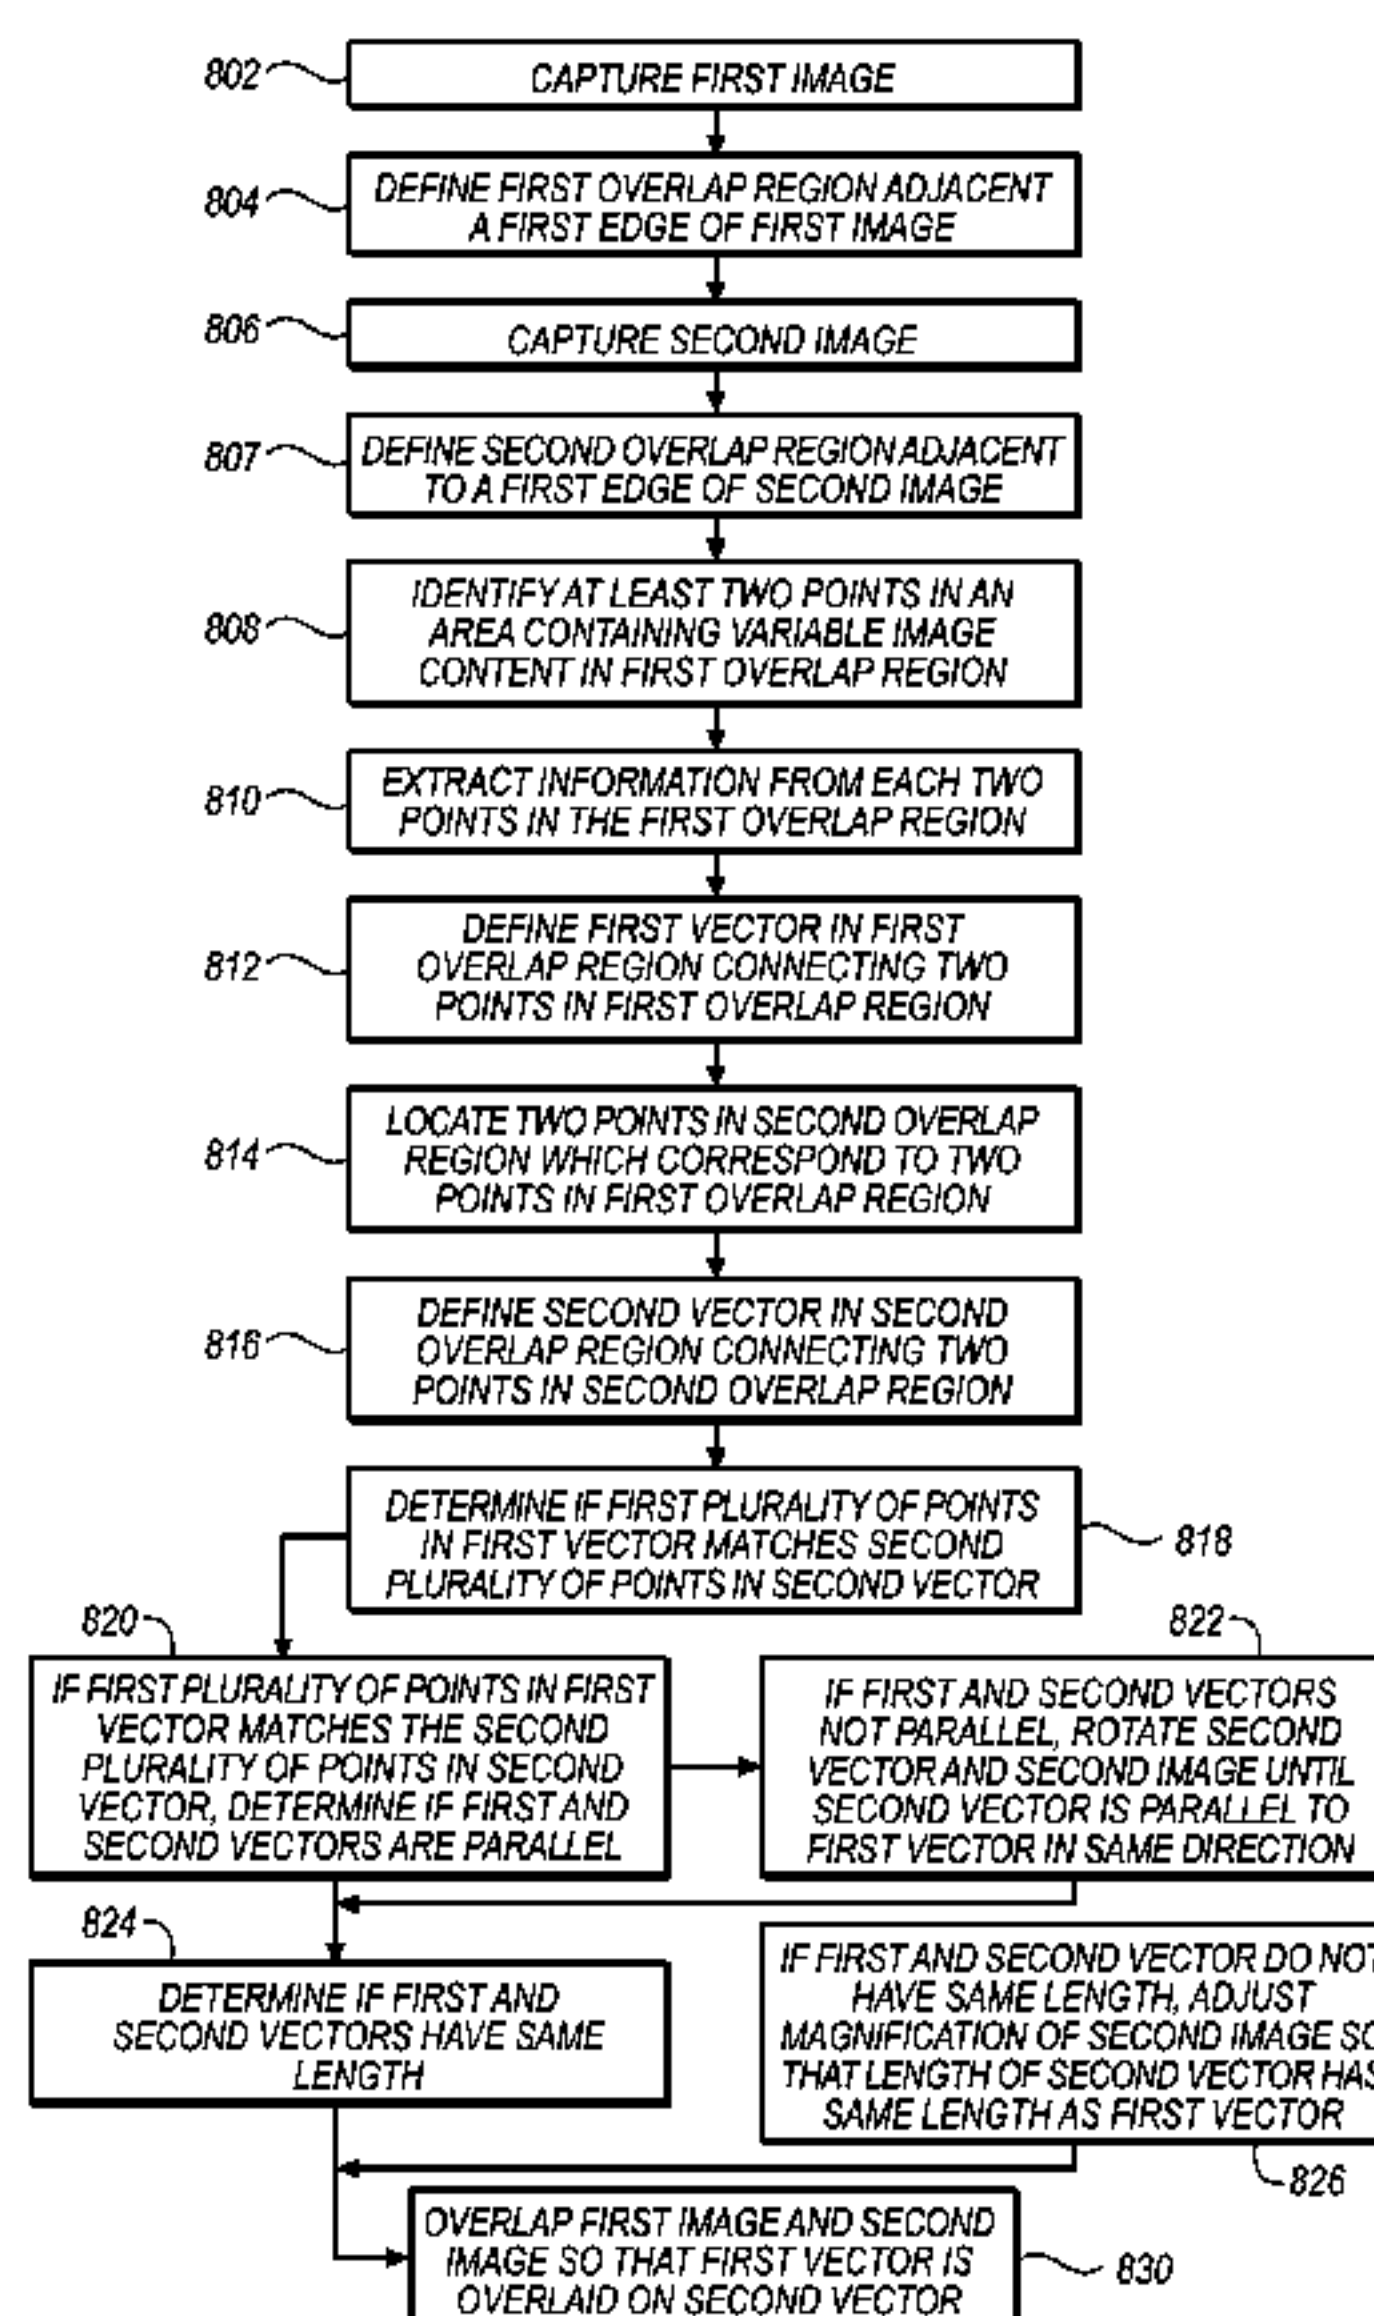 802
CAPTURE FIRST IMAGE
804
DEFINE FIRST OVERLAP REGION ADJACENT
A FIRST EDGE OF FIRST IMAGE
806
CAPTURE SECOND IMAGE
807
DEFINE SECOND OVERLAP REGION ADJACENT
TO A FIRST EDGE OF SECOND IMAGE
808
IDENTIFY AT LEAST TWO POINTS IN AN
AREA CONTAINING VARIABLE IMAGE
CONTENT IN FIRST OVERLAP REGION
810
EXTRACT INFORMATION FROM EACH TWO
POINTS IN THE FIRST OVERLAP REGION
812
DEFINE FIRST VECTOR IN FIRST
OVERLAP REGION CONNECTING TWO
POINTS IN FIRST OVERLAP REGION
814
LOCATE TWO POINTS IN SECOND OVERLAP
REGION WHICH CORRESPOND TO TWO
POINTS IN FIRST OVERLAP REGION
816
DEFINE SECOND VECTOR IN SECOND
OVERLAP REGION CONNECTING TWO
POINTS IN SECOND OVERLAP REGION
818
DETERMINE IF FIRST PLURALITY OF POINTS
IN FIRST VECTOR MATCHES SECOND
PLURALITY OF POINTS IN SECOND VECTOR
820
IF FIRST PLURALITY OF POINTS IN FIRST
VECTOR MATCHES THE SECOND
PLURALITY OF POINTS IN SECOND
VECTOR, DETERMINE IF FIRST AND
SECOND VECTORS ARE PARALLEL
822
IF FIRST AND SECOND VECTORS
NOT PARALLEL, ROTATE SECOND
VECTOR AND SECOND IMAGE UNTIL
SECOND VECTOR IS PARALLEL TO
FIRST VECTOR IN SAME DIRECTION
824
DETERMINE IF FIRST AND
SECOND VECTORS HAVE SAME
LENGTH
IF FIRST AND SECOND VECTOR DO NOT
HAVE SAME LENGTH, ADJUST
MAGNIFICATION OF SECOND IMAGE SO
THAT LENGTH OF SECOND VECTOR HAS
SAME LENGTH AS FIRST VECTOR
826
OVERLAP FIRST IMAGE AND SECOND
IMAGE SO THAT FIRST VECTOR IS
OVERLAID ON SECOND VECTOR
830